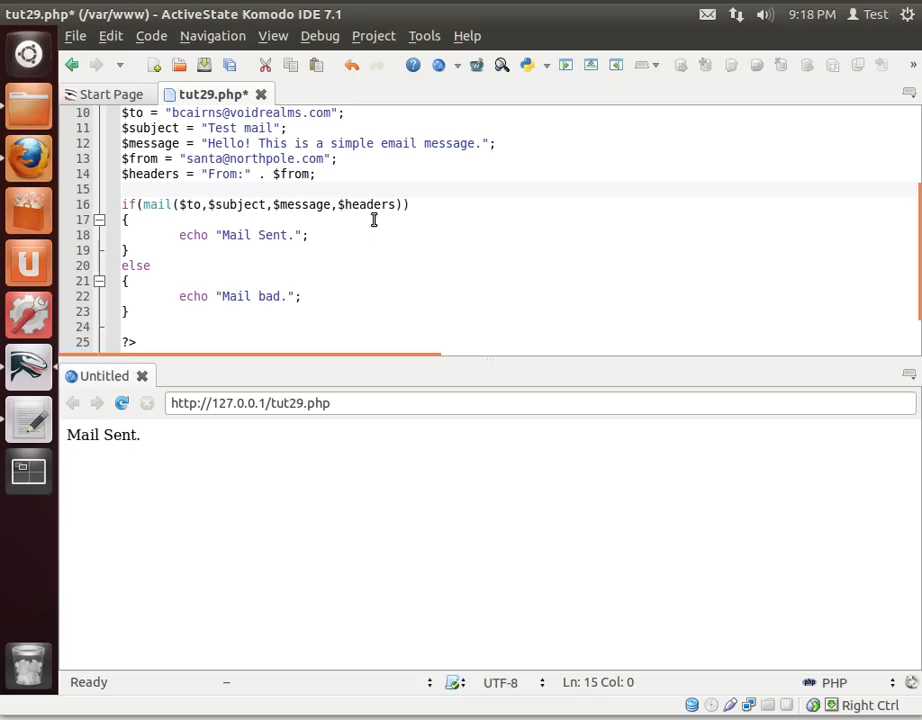 tut29.php* (/var/www) - ActiveState Komodo IDE 7.1
9:18 PM Test
File Edit Code Navigation View Debug Project Tools Help
Start Page tut29.php*
10 $to = "bcairns@voidrealms.com";
11 $subject = "Test mail";
12 $message = "Hello! This is a simple email message.";
13 $from = "santa@northpole.com";
14 $headers = "From:" . $from;
15
16 if(mail($to,$subject,$message,$headers))
17 {
18 echo "Mail Sent.";
19 }
20 else
21 {
22 echo "Mail bad.";
23 }
24
25 ?>
Untitled
http://127.0.0.1/tut29.php
Mail Sent.
Ready – UTF-8 Ln: 15 Col: 0 php PHP
Right Ctrl